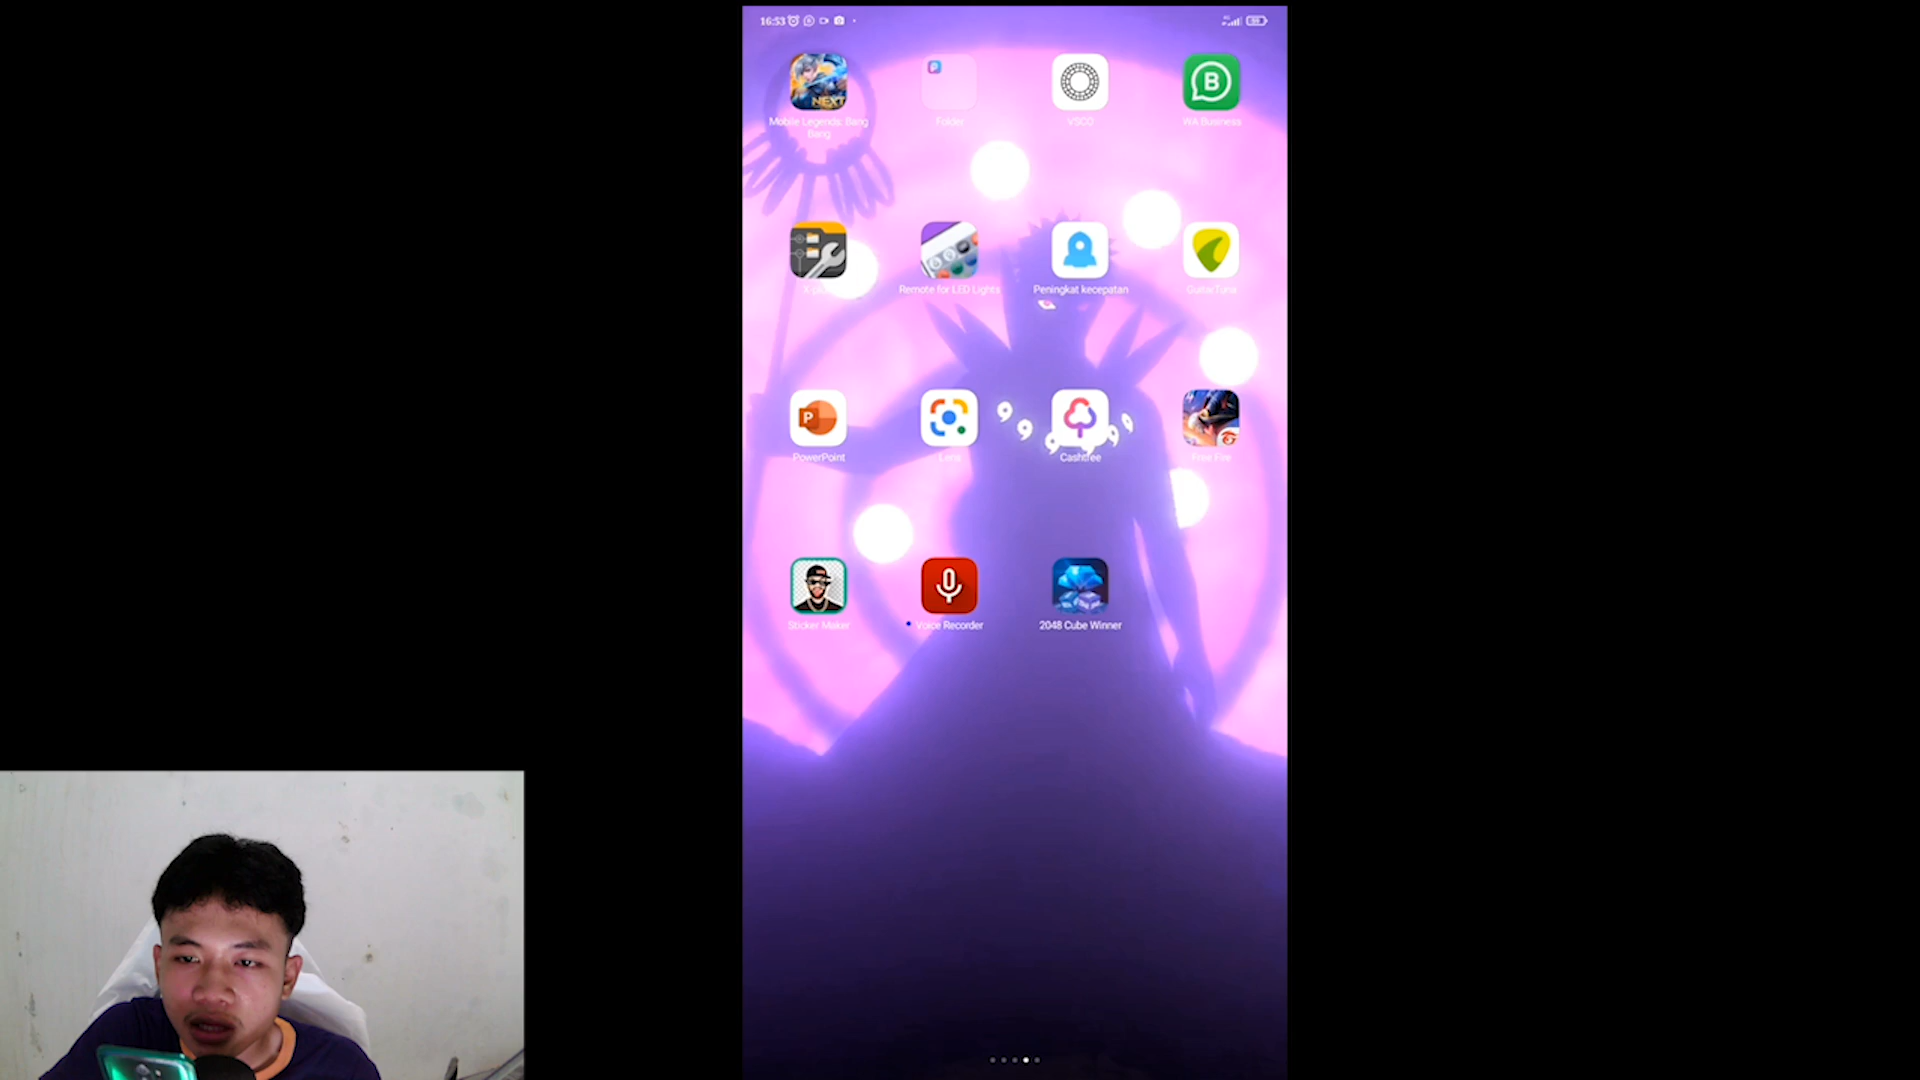 16:53
Mobile Legends: Bang
Bang
NEXT
Folder
VSCO
B
WA Business
Remote for LED Lights
Peningkat kecepatan
GuitarTuna
P
PowerPoint
Lens
Cashtree
Free Fire
Sticker Maker
Voice Recorder
2048 Cube Winner